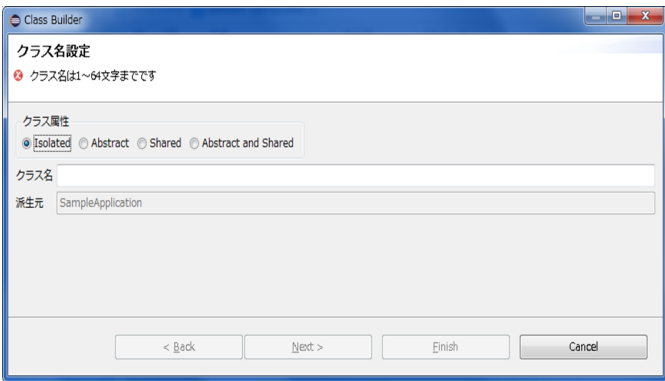 Class Builder
クラス名設定
クラス名は1～64文字までです
クラス属性
Isolated Abstract Shared Abstract and Shared
クラス名
派生元 SampleApplication
< Back Next > Finish Cancel